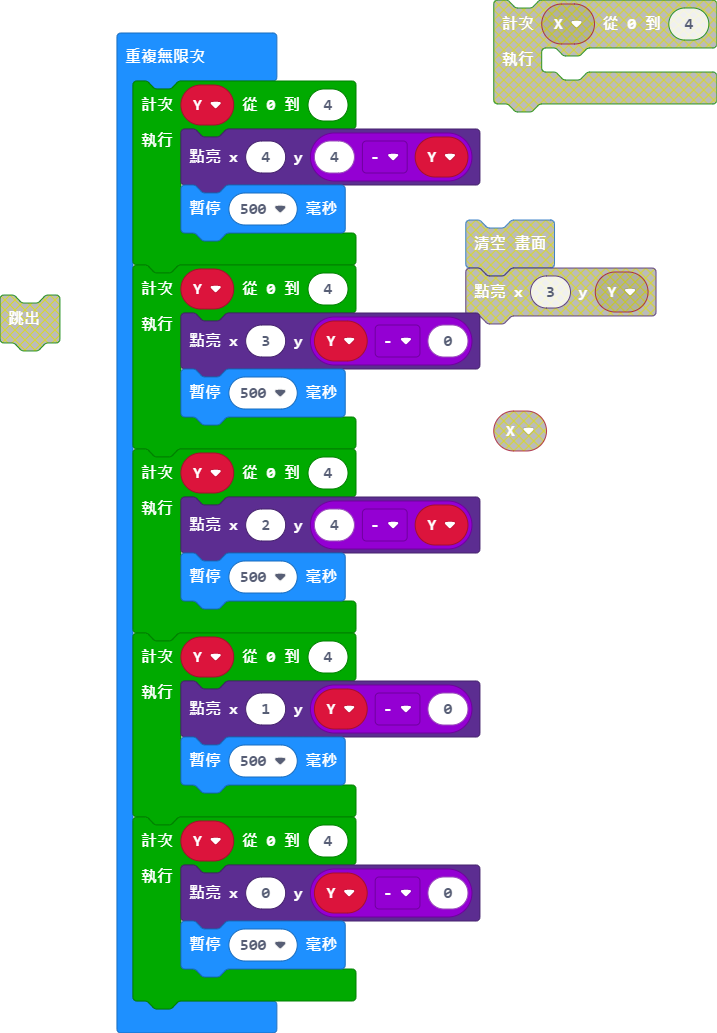 重複無限次
計次 Y 從 0 到 4
執行
點亮 x 4 y 4 - Y
暫停 500 毫秒
計次 Y 從 0 到 4
執行
點亮 x 3 y Y - 0
暫停 500 毫秒
計次 Y 從 0 到 4
執行
點亮 x 2 y 4 - Y
暫停 500 毫秒
計次 Y 從 0 到 4
執行
點亮 x 1 y Y - 0
暫停 500 毫秒
計次 Y 從 0 到 4
執行
點亮 x 0 y Y - 0
暫停 500 毫秒
跳出
計次 X 從 0 到 4
執行
清空 畫面
點亮 x 3 y Y
X